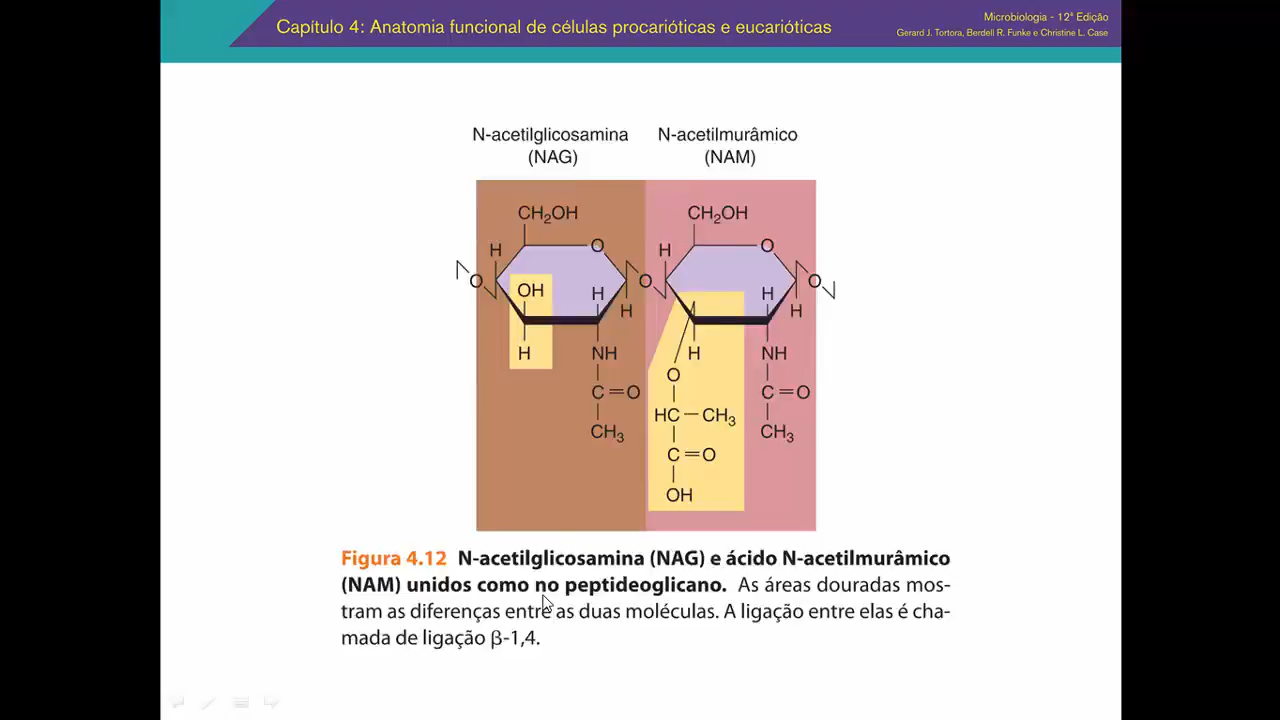 Capítulo 4: Anatomia funcional de células procarióticas e eucarióticas
Microbiologia - 12ª Edição
Gerard J. Tortora, Berdell R. Funke e Christine L. Case
N-acetilglicosamina
(NAG)
N-acetilmurâmico
(NAM)
CH₂OH
H
O
O
OH
H
H
H
NH
C=O
CH₃
O
CH₂OH
H
O
O
H
H
H
NH
C=O
CH₃
O
HC—CH₃
C=O
OH
Figura 4.12 N-acetilglicosamina (NAG) e ácido N-acetilmurâmico
(NAM) unidos como no peptideoglicano. As áreas douradas mos-
tram as diferenças entre as duas moléculas. A ligação entre elas é cha-
mada de ligação β-1,4.